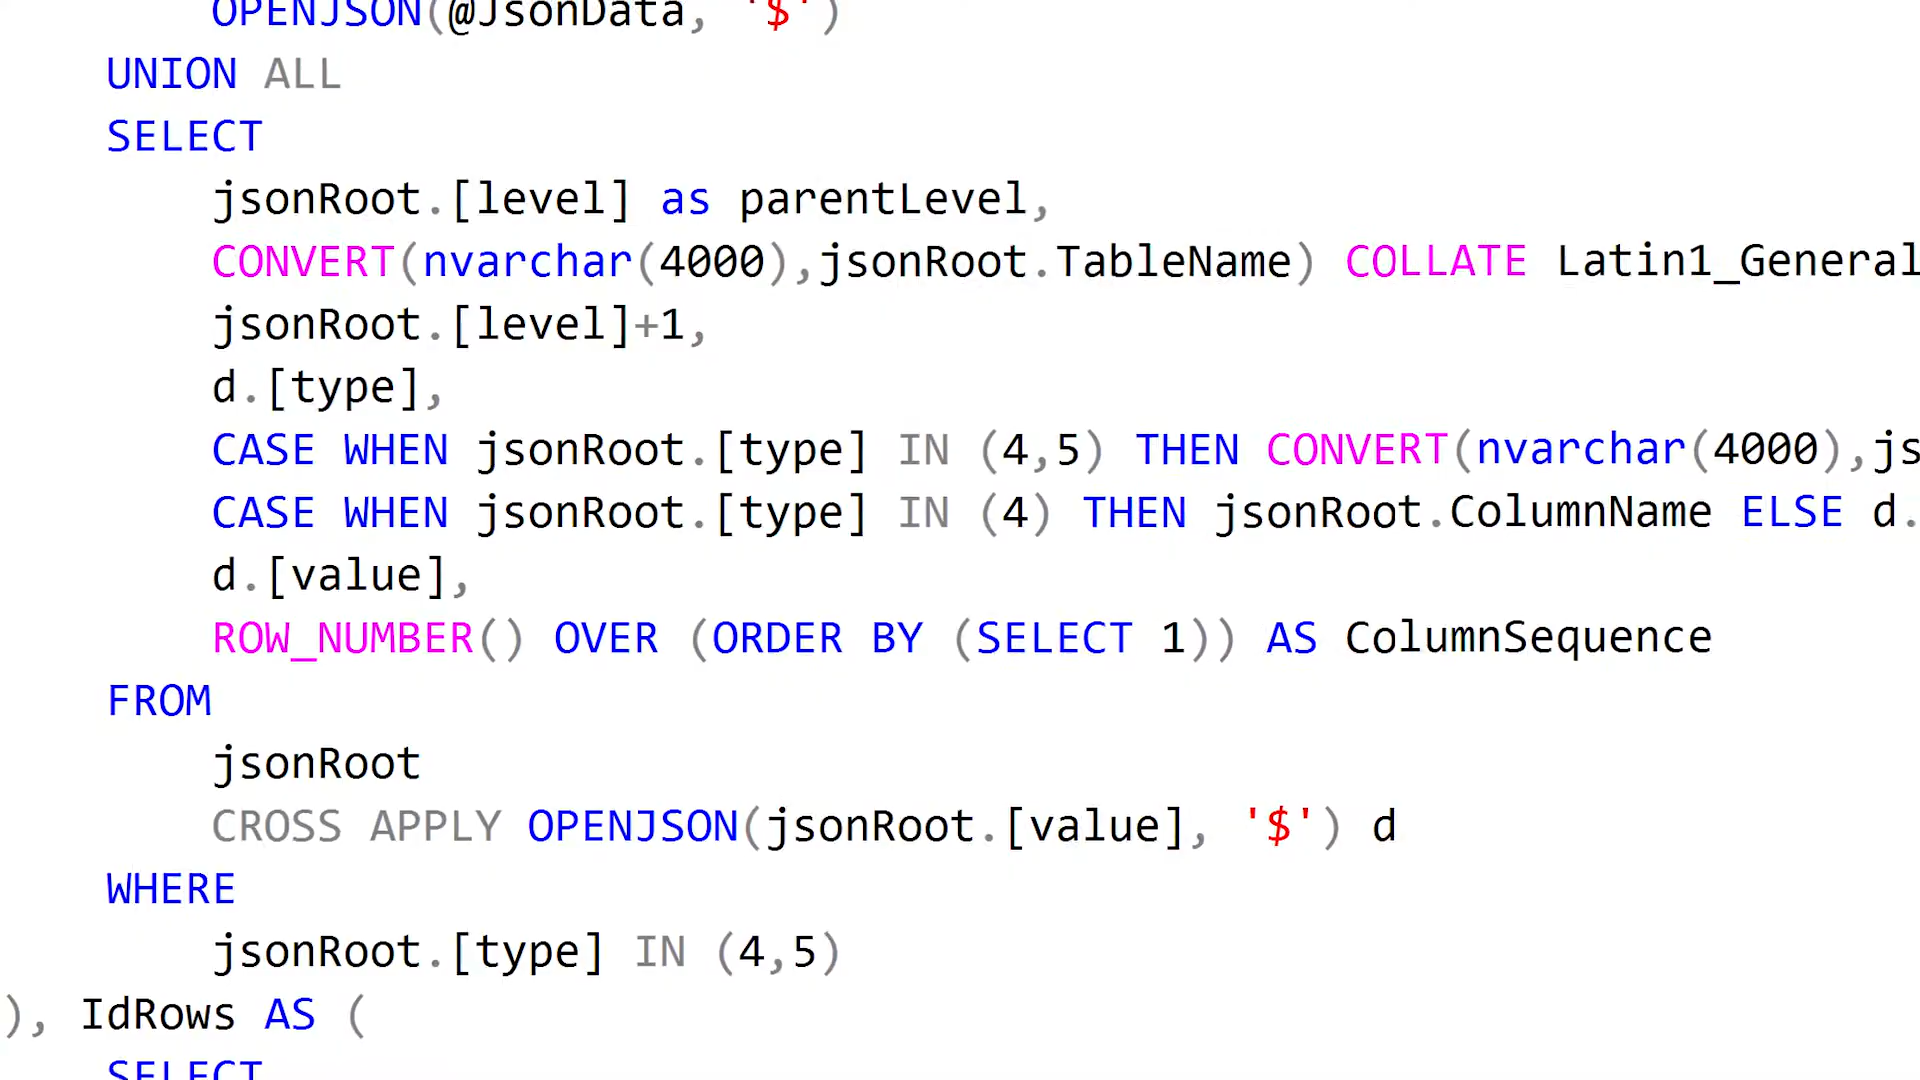 OPENJSON(@JsonData, '$')
UNION ALL
SELECT
jsonRoot.[level] as parentLevel,
CONVERT(nvarchar(4000),jsonRoot.TableName) COLLATE Latin1_General
jsonRoot.[level]+1,
d.[type],
CASE WHEN jsonRoot.[type] IN (4,5) THEN CONVERT(nvarchar(4000),js
CASE WHEN jsonRoot.[type] IN (4) THEN jsonRoot.ColumnName ELSE d.
d.[value],
ROW_NUMBER() OVER (ORDER BY (SELECT 1)) AS ColumnSequence
FROM
jsonRoot
CROSS APPLY OPENJSON(jsonRoot.[value], '$') d
WHERE
jsonRoot.[type] IN (4,5)
), IdRows AS (
SELECT